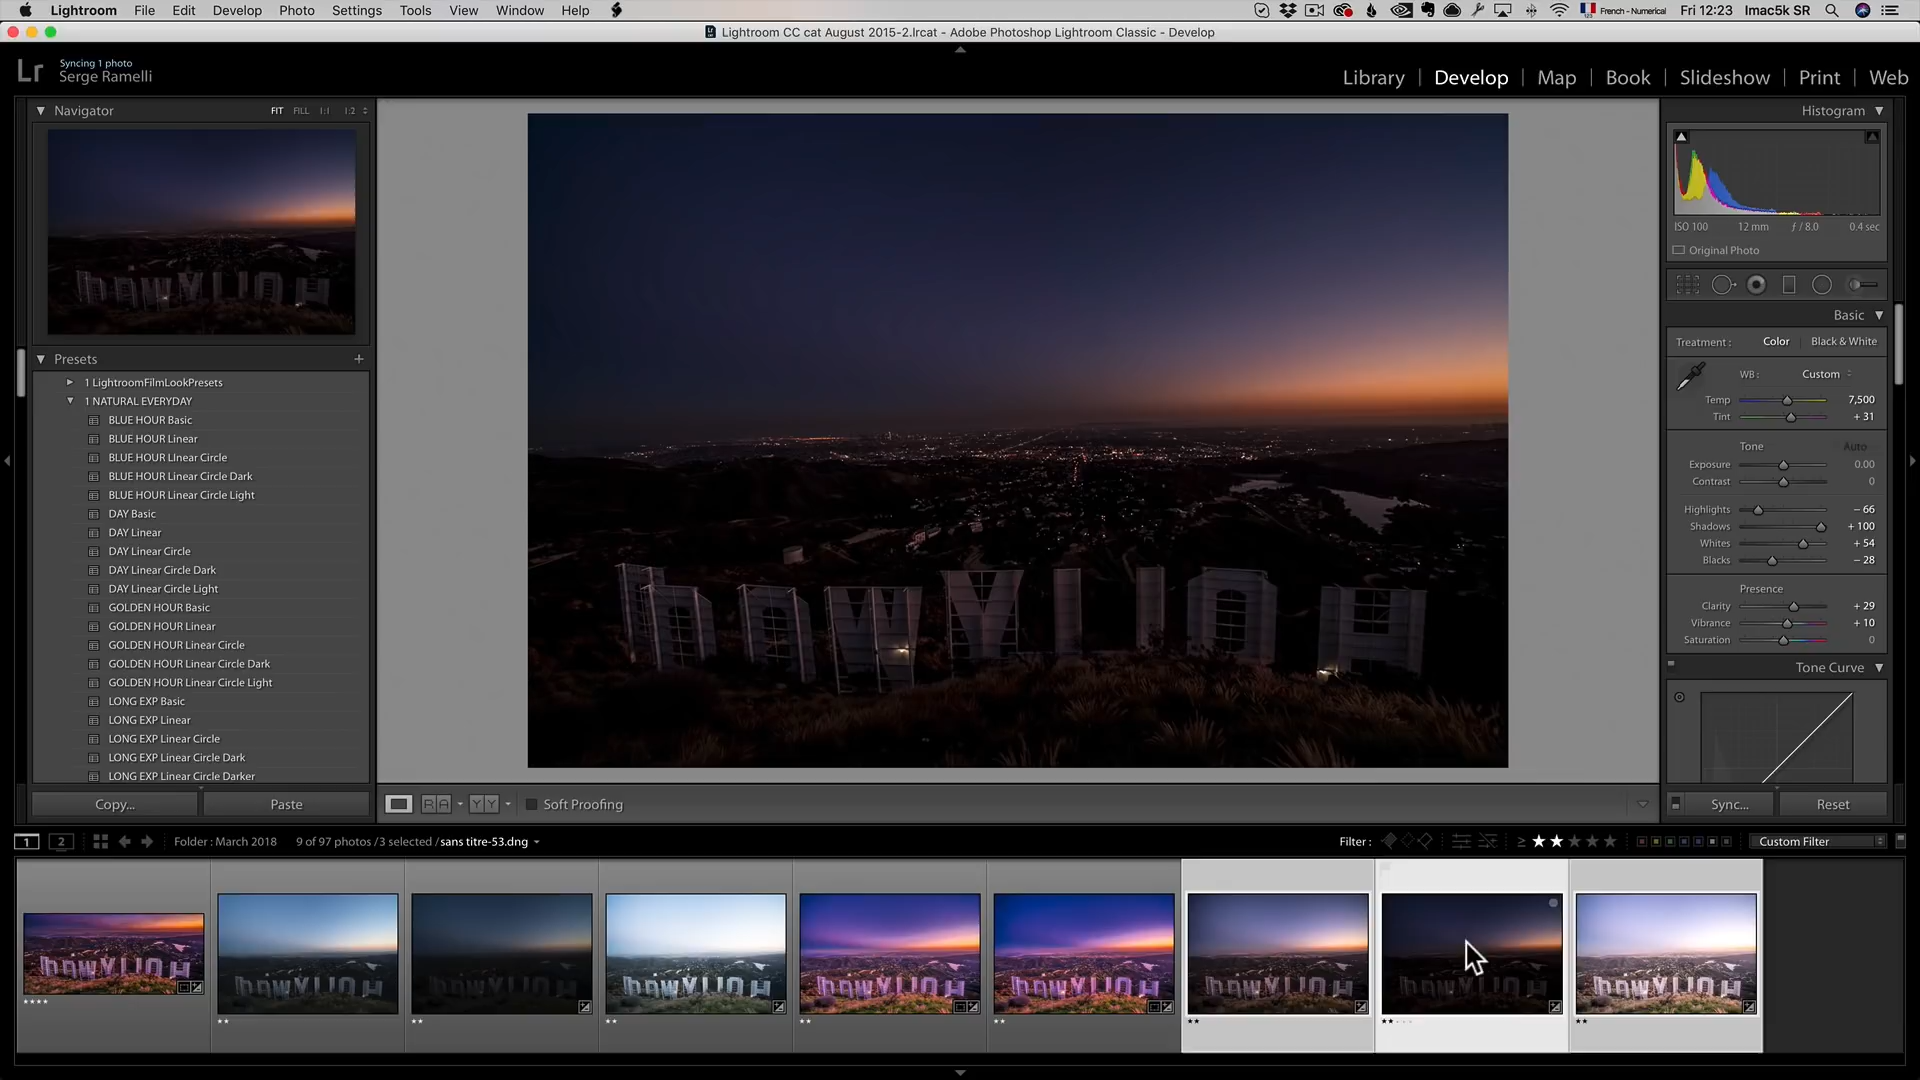 Lightroom File Edit Develop Photo Settings Tools View Window Help French - Numerical Fri 12:23 Imac5k SR
Lightroom CC cat August 2015-2.lrcat - Adobe Photoshop Lightroom Classic - Develop
Lr
Syncing 1 photo
Serge Ramelli
Library | Develop | Map | Book | Slideshow | Print | Web
Navigator FIT FILL 1:1 1:2
Presets +
1 LightroomFilmLookPresets
1 NATURAL EVERYDAY
BLUE HOUR Basic
BLUE HOUR Linear
BLUE HOUR LInear Circle
BLUE HOUR Linear Circle Dark
BLUE HOUR Linear Circle Light
DAY Basic
DAY Linear
DAY Linear Circle
DAY Linear Circle Dark
DAY Linear Circle Light
GOLDEN HOUR Basic
GOLDEN HOUR Linear
GOLDEN HOUR Linear Circle
GOLDEN HOUR Linear Circle Dark
GOLDEN HOUR Linear Circle Light
LONG EXP Basic
LONG EXP Linear
LONG EXP Linear Circle
LONG EXP Linear Circle Dark
LONG EXP Linear Circle Darker
Copy... Paste
R A Y Y Soft Proofing
Histogram
ISO 100 12 mm ƒ / 8.0 0.4 sec
Original Photo
Basic
Treatment : Color | Black & White
WB : Custom
Temp 7,500
Tint + 31
Tone Auto
Exposure 0.00
Contrast 0
Highlights − 66
Shadows + 100
Whites + 54
Blacks − 28
Presence
Clarity + 29
Vibrance + 10
Saturation 0
Tone Curve
Sync... Reset
1 2 Folder : March 2018 9 of 97 photos /3 selected /sans titre-53.dng Filter : ≥ ★★★★★ Custom Filter